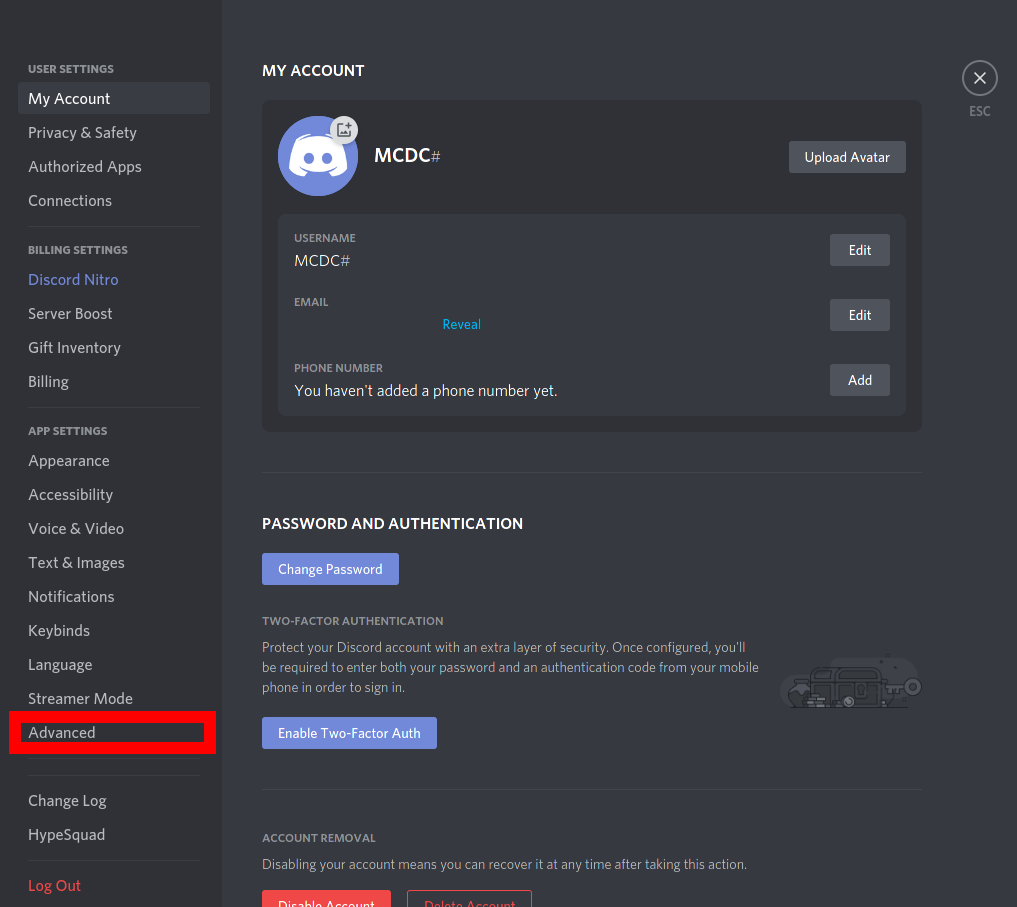 USER SETTINGS
My Account
Privacy & Safety
Authorized Apps
Connections
BILLING SETTINGS
Discord Nitro
Server Boost
Gift Inventory
Billing
APP SETTINGS
Appearance
Accessibility
Voice & Video
Text & Images
Notifications
Keybinds
Language
Streamer Mode
Advanced
Change Log
HypeSquad
Log Out
MY ACCOUNT
MCDC#
Upload Avatar
USERNAME
MCDC#
Edit
EMAIL
Reveal
Edit
PHONE NUMBER
You haven't added a phone number yet.
Add
PASSWORD AND AUTHENTICATION
Change Password
TWO-FACTOR AUTHENTICATION
Protect your Discord account with an extra layer of security. Once configured, you'll
be required to enter both your password and an authentication code from your mobile
phone in order to sign in.
Enable Two-Factor Auth
ACCOUNT REMOVAL
Disabling your account means you can recover it at any time after taking this action.
Disable Account
Delete Account
ESC